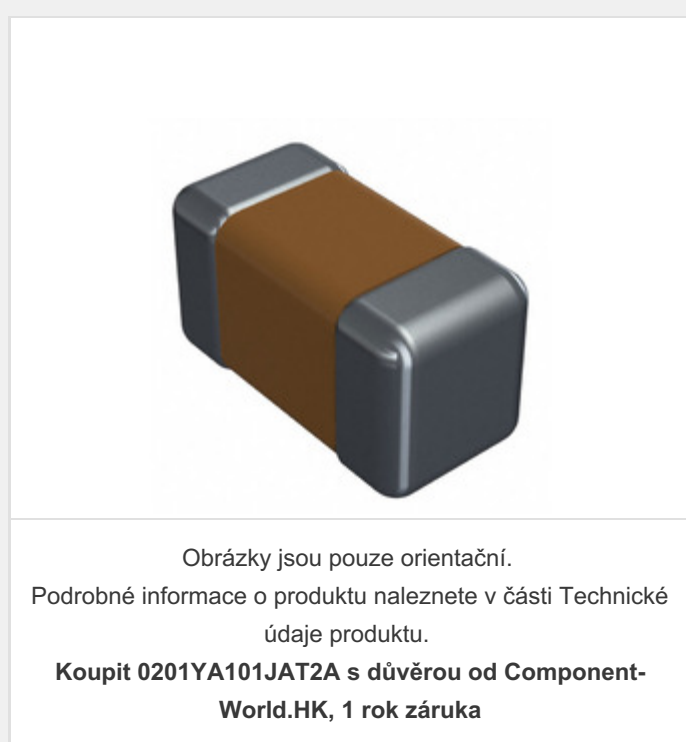 Obrázky jsou pouze orientační.
Podrobné informace o produktu naleznete v části Technické
údaje produktu.
Koupit 0201YA101JAT2A s důvěrou od Component-
World.HK, 1 rok záruka